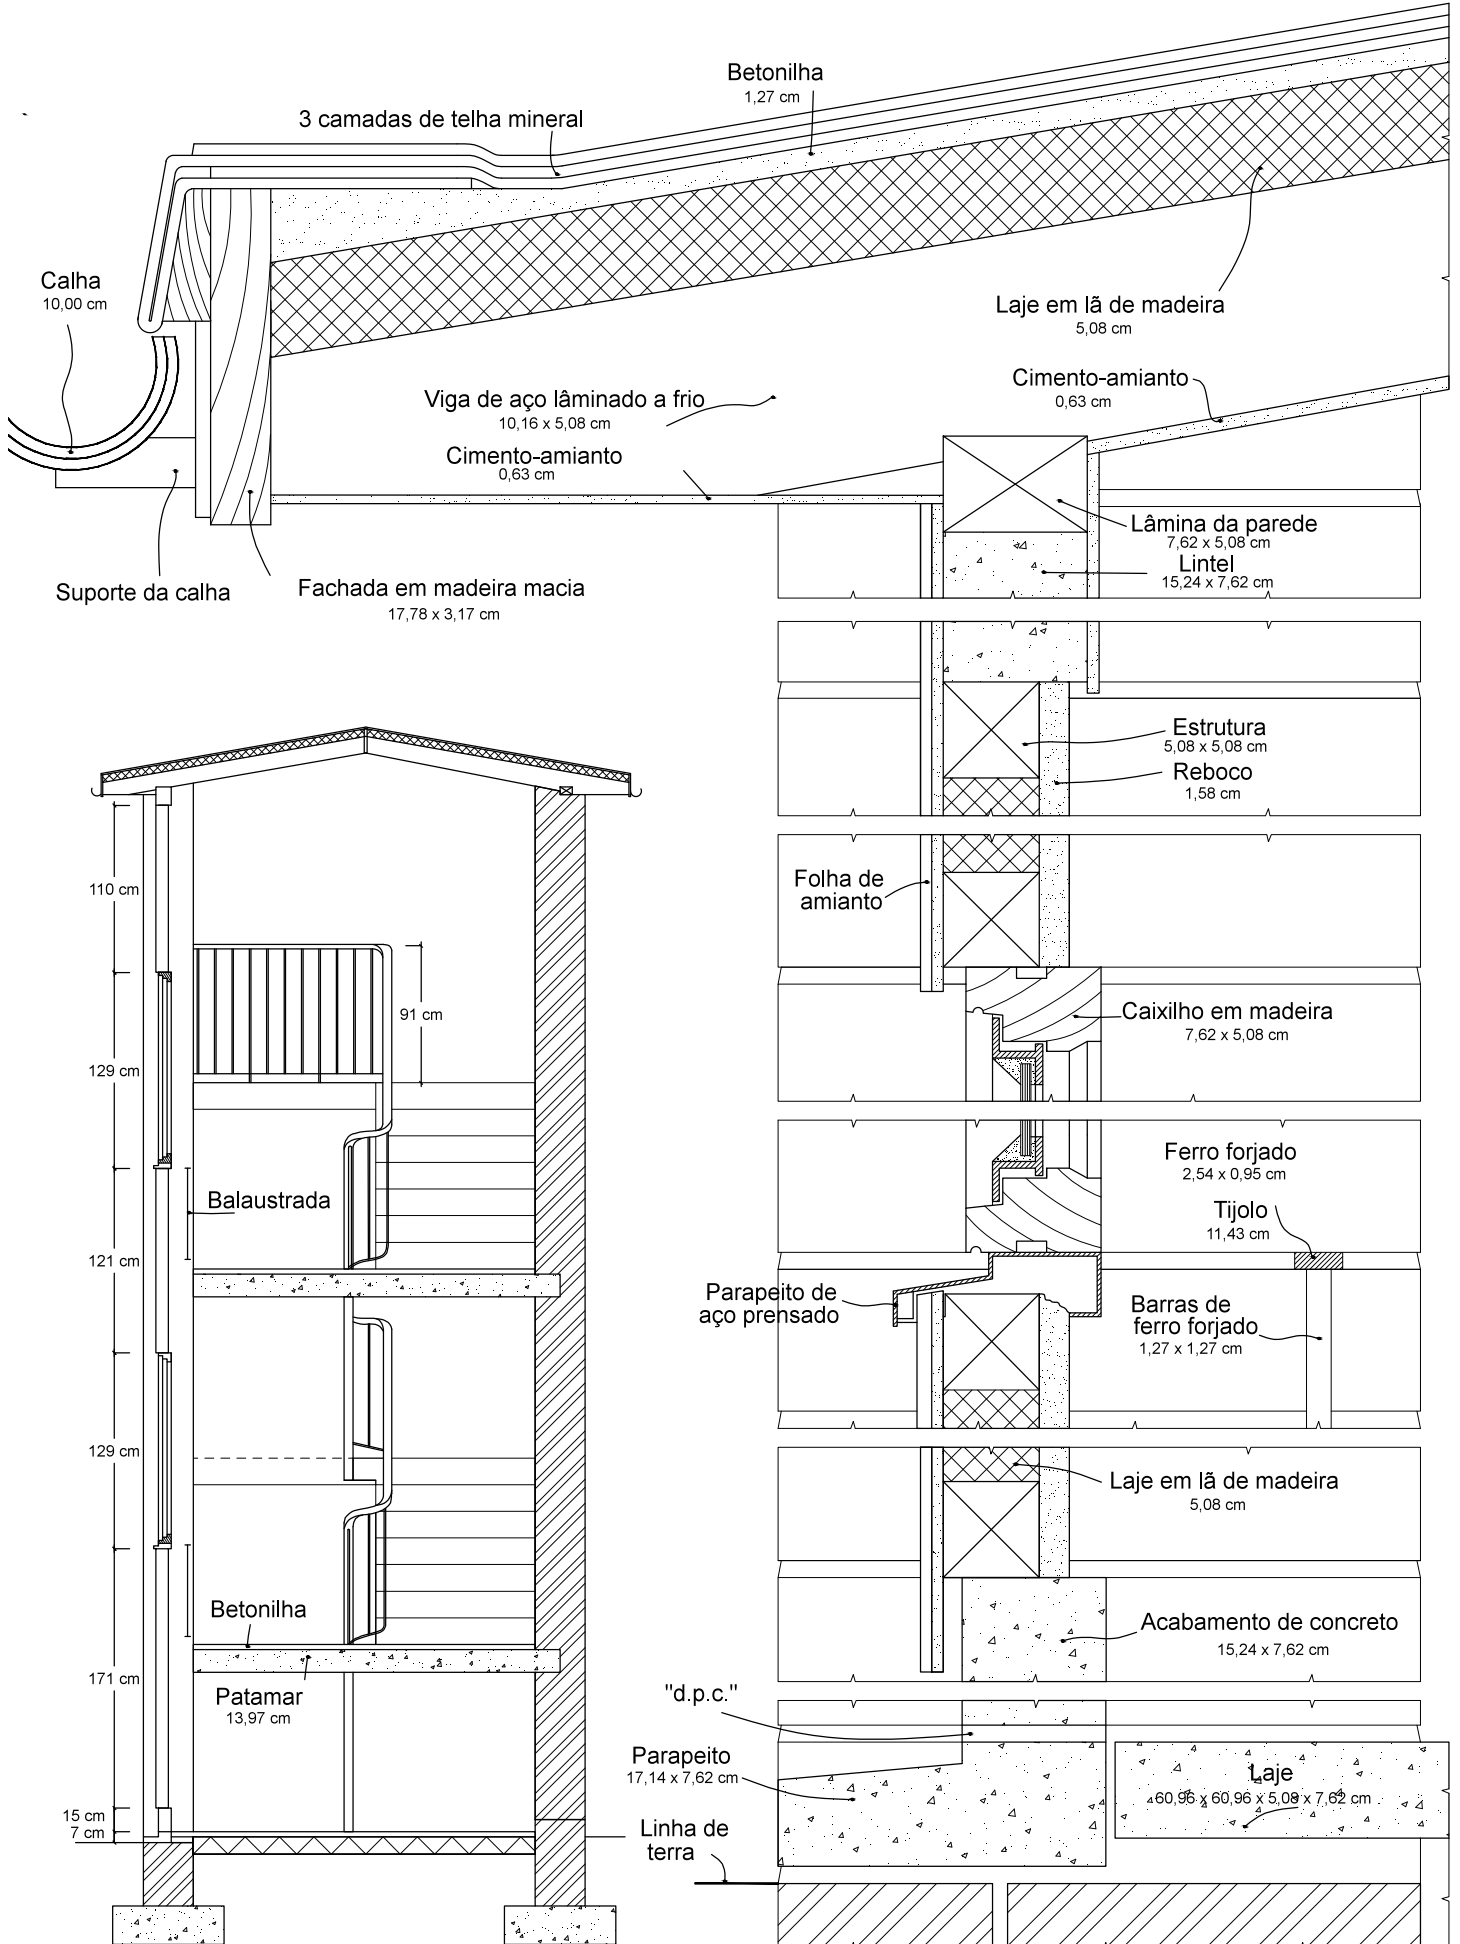 Betonilha
1,27 cm
3 camadas de telha mineral
Calha
10,00 cm
Laje em lã de madeira
5,08 cm
Cimento-amianto
0,63 cm
Viga de aço lâminado a frio
10,16 x 5,08 cm
Cimento-amianto
0,63 cm
Lâmina da parede
7,62 x 5,08 cm
Lintel
15,24 x 7,62 cm
Suporte da calha
Fachada em madeira macia
17,78 x 3,17 cm
Estrutura
5,08 x 5,08 cm
Reboco
1,58 cm
Folha de
amianto
Caixilho em madeira
7,62 x 5,08 cm
Ferro forjado
2,54 x 0,95 cm
Tijolo
11,43 cm
Parapeito de
aço prensado
Barras de
ferro forjado
1,27 x 1,27 cm
Laje em lã de madeira
5,08 cm
Acabamento de concreto
15,24 x 7,62 cm
"d.p.c."
Parapeito
17,14 x 7,62 cm
Laje
60,96 x 60,96 x 5,08 x 7,62 cm
Linha de
terra
110 cm
91 cm
129 cm
Balaustrada
121 cm
129 cm
Betonilha
171 cm
Patamar
13,97 cm
15 cm
7 cm